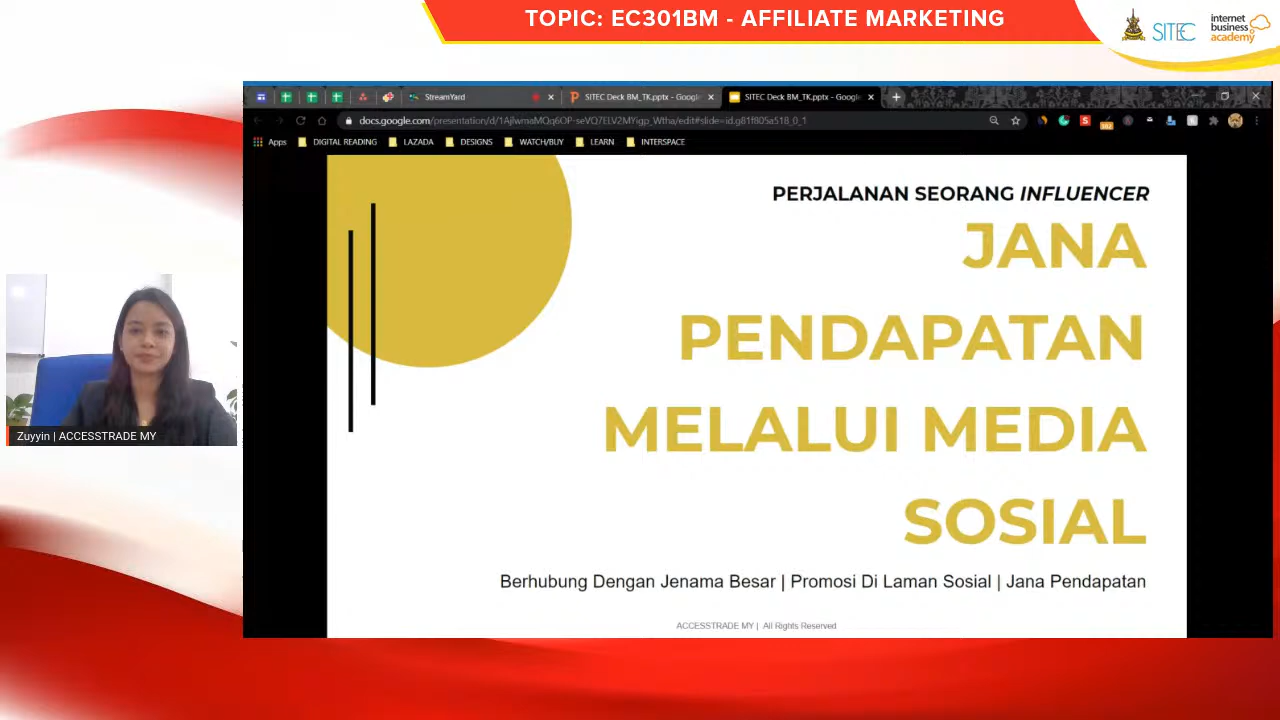 TOPIC: EC301BM - AFFILIATE MARKETING
SITEC
internet
business
academy
StreamYard
SITEC Deck BM_TK.pptx - Google
SITEC Deck BM_TK.pptx - Google
Apps
DIGITAL READING
LAZADA
DESIGNS
WATCH/BUY
LEARN
INTERSPACE
PERJALANAN SEORANG INFLUENCER
JANA
PENDAPATAN
MELALUI MEDIA
SOSIAL
Berhubung Dengan Jenama Besar | Promosi Di Laman Sosial | Jana Pendapatan
ACCESSTRADE MY | All Rights Reserved
Zuyyin | ACCESSTRADE MY